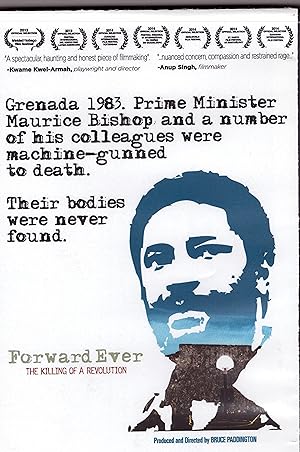 "A spectacular, haunting and honest piece of filmmaking"
-Kwame Kwei-Armah, playwright and director
"..nuanced concern, compassion and restrained rage.."
-Anup Singh, filmmaker
Grenada 1983. Prime Minister
Maurice Bishop and a number
of his colleagues were
machine-gunned
to death.
Their bodies
were never
found.
Forward Ever
THE KILLING OF A REVOLUTION
Produced and Directed by BRUCE PADDINGTON